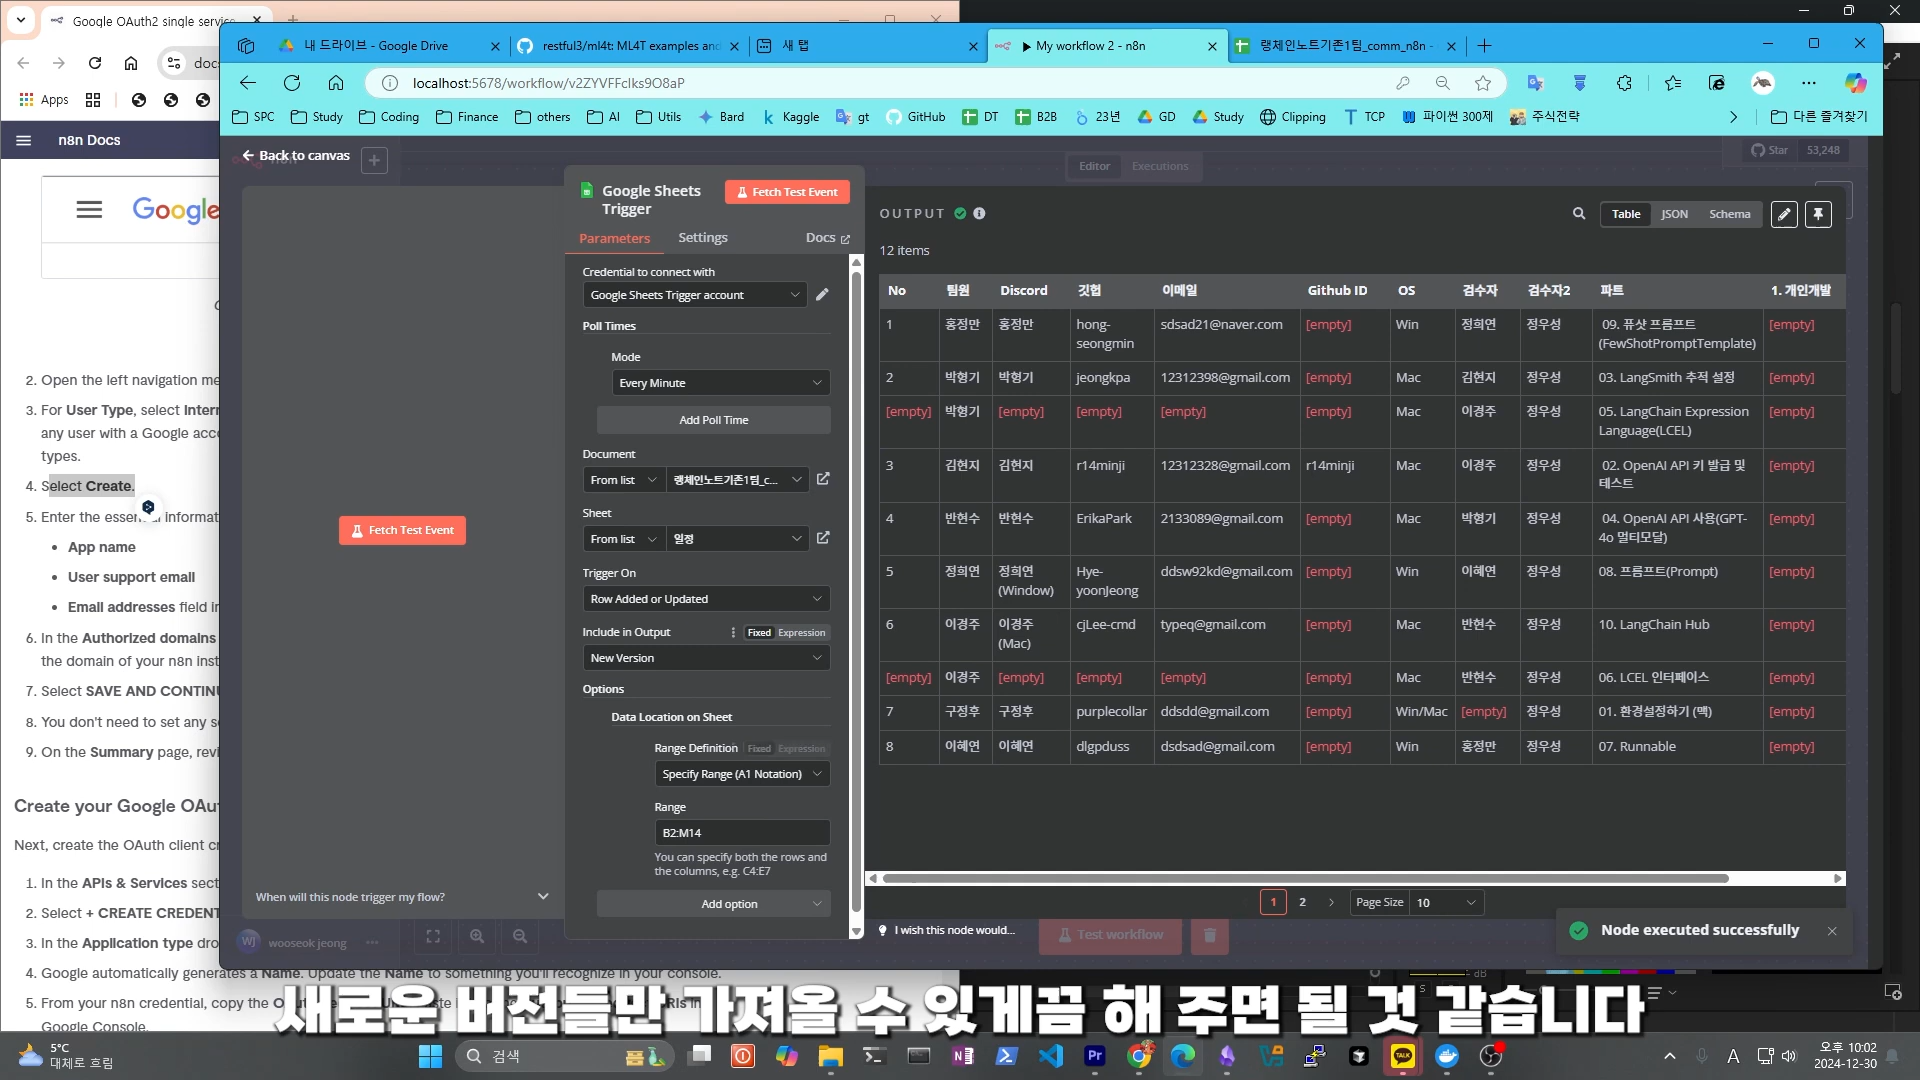 Google OAuth2 single servic
docs
Apps
n8n Docs
Google
2. Open the left navigation me
3. For User Type, select Intern
any user with a Google acco
types.
4. Select Create.
5. Enter the essential informat
App name
User support email
Email addresses field in
6. In the Authorized domains
the domain of your n8n inst
7. Select SAVE AND CONTINU
8. You don't need to set any s
9. On the Summary page, revi
Create your Google OAu
Next, create the OAuth client cr
1. In the APIs & Services sect
2. Select + CREATE CREDENT
3. In the Application type dro
4. Google automatically generates a Name. Update the Name to something you'll recognize in your console.
5. From your n8n credential, copy the
Google Console.
내 드라이브 - Google Drive
restful3/ml4t: ML4T examples and
새 탭
My workflow 2 - n8n
랭체인노트기존1팀_comm_n8n -
localhost:5678/workflow/v2ZYVFFclks9O8aP
SPC Study Coding Finance others AI Utils Bard Kaggle gt GitHub DT B2B 23년 GD Study Clipping TCP 파이썬 300제 주식전략 다른 즐겨찾기
Back to canvas
Editor Executions
Star 53,248
Google Sheets
Trigger
Fetch Test Event
Parameters Settings Docs
Credential to connect with
Google Sheets Trigger account
Poll Times
Mode
Every Minute
Add Poll Time
Document
From list 랭체인노트기존1팀_c...
Sheet
From list 일정
Trigger On
Row Added or Updated
Include in Output Fixed Expression
New Version
Options
Data Location on Sheet
Range Definition Fixed Expression
Specify Range (A1 Notation)
Range
B2:M14
You can specify both the rows and
the columns, e.g. C4:E7
Add option
Fetch Test Event
When will this node trigger my flow?
wooseok jeong
OUTPUT
Table JSON Schema
12 items
No 팀원 Discord 깃헙 이메일 Github ID OS 검수자 검수자2 파트 1. 개인개발
1 홍정만 홍정만 hong-seongmin sdsad21@naver.com [empty] Win 정희연 정우성 09. 퓨샷 프롬프트 (FewShotPromptTemplate) [empty]
2 박형기 박형기 jeongkpa 12312398@gmail.com [empty] Mac 김현지 정우성 03. LangSmith 추적 설정 [empty]
[empty] 박형기 [empty] [empty] [empty] [empty] Mac 이경주 정우성 05. LangChain Expression Language(LCEL) [empty]
3 김현지 김현지 r14minji 12312328@gmail.com r14minji Mac 이경주 정우성 02. OpenAI API 키 발급 및 테스트 [empty]
4 반현수 반현수 ErikaPark 2133089@gmail.com [empty] Mac 박형기 정우성 04. OpenAI API 사용(GPT-4o 멀티모달) [empty]
5 정희연 정희연 (Window) Hye-yoonJeong ddsw92kd@gmail.com [empty] Win 이혜연 정우성 08. 프롬프트(Prompt) [empty]
6 이경주 이경주 (Mac) cjLee-cmd typeq@gmail.com [empty] Mac 반현수 정우성 10. LangChain Hub [empty]
[empty] 이경주 [empty] [empty] [empty] [empty] Mac 반현수 정우성 06. LCEL 인터페이스 [empty]
7 구정후 구정후 purplecollar ddsdd@gmail.com [empty] Win/Mac [empty] 정우성 01. 환경설정하기 (맥) [empty]
8 이혜연 이혜연 dlgpduss dsdsad@gmail.com [empty] Win 홍정만 정우성 07. Runnable [empty]
1 2 Page Size 10
I wish this node would...
Test workflow
Node executed successfully
새로운 버전들만 가져올 수 있게끔 해 주면 될 것 같습니다
5°C
대체로 흐림
검색
오후 10:02
2024-12-30